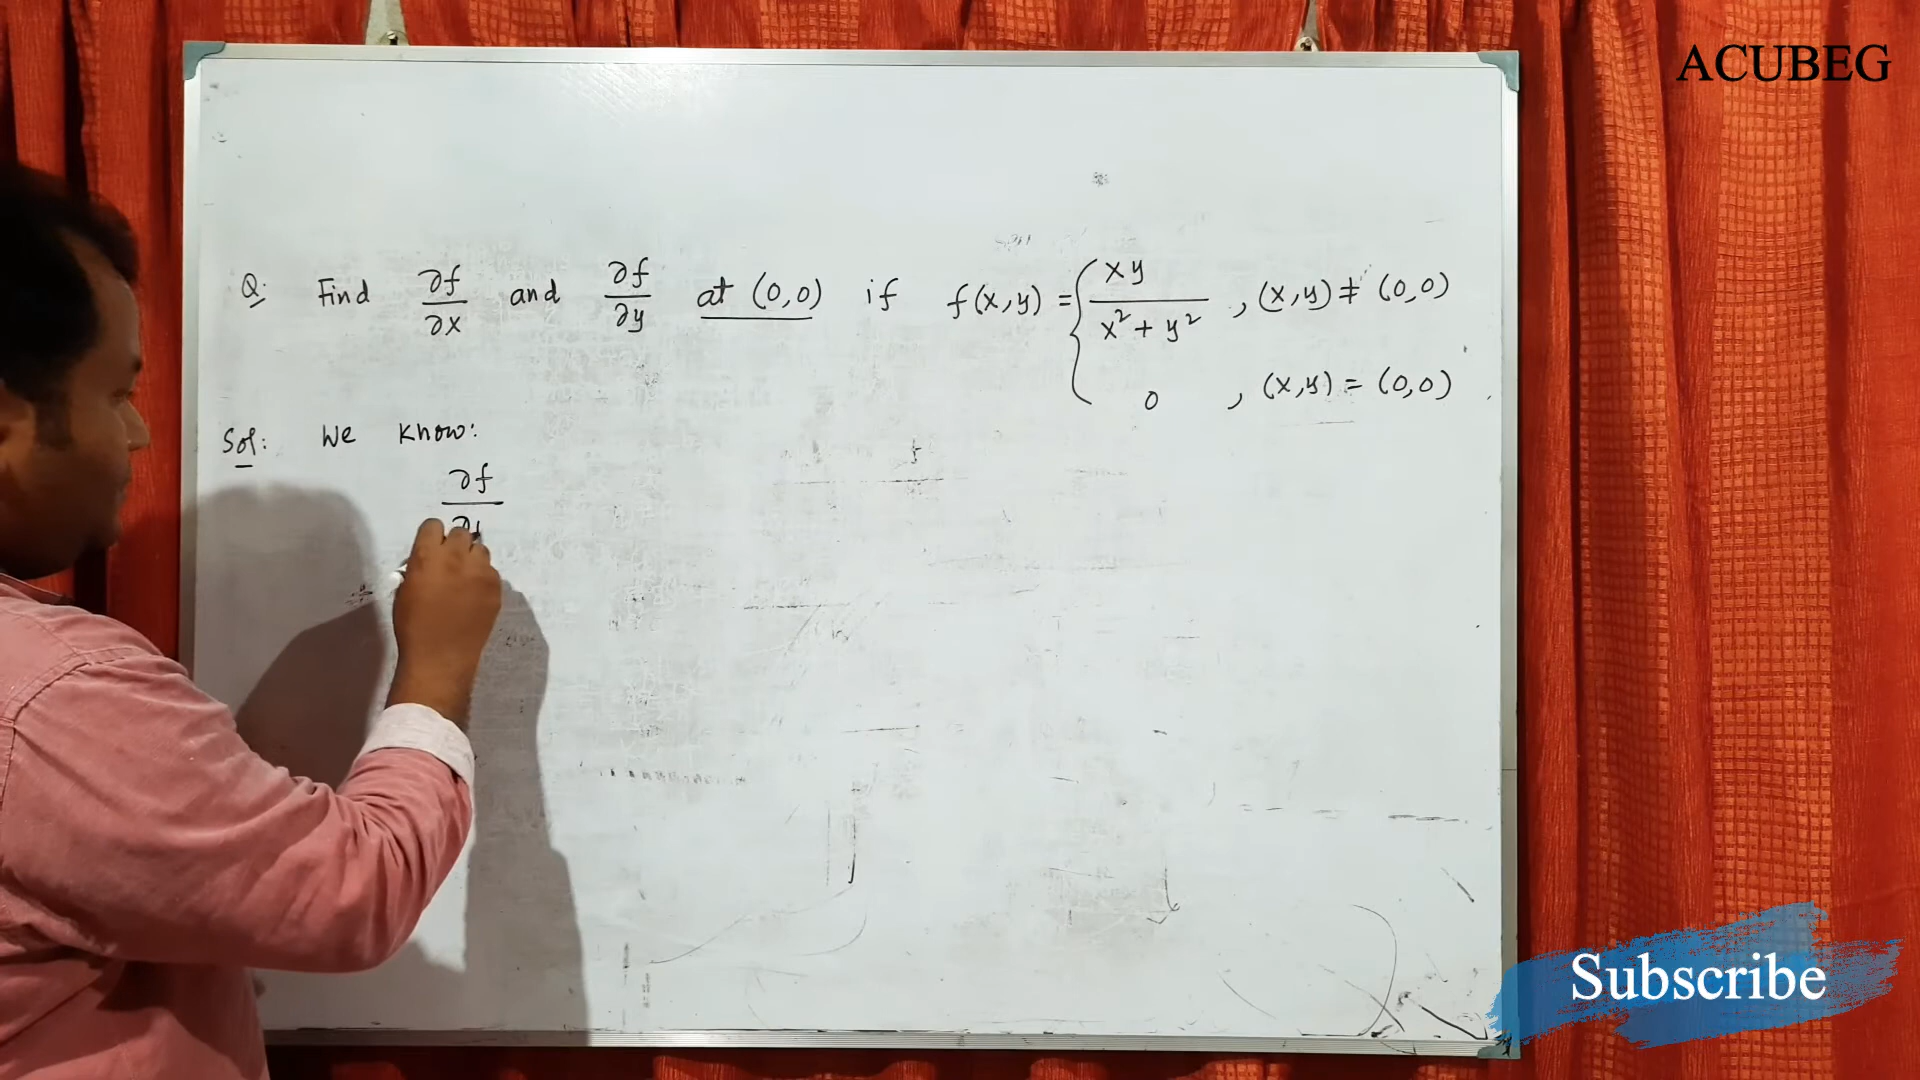 ACUBEG
Q. Find ∂f/∂x and ∂f/∂y at (0,0) if f(x,y) = { xy/(x²+y²) , (x,y) ≠ (0,0)
0 , (x,y) = (0,0)
Sol: We know:
∂f
Subscribe